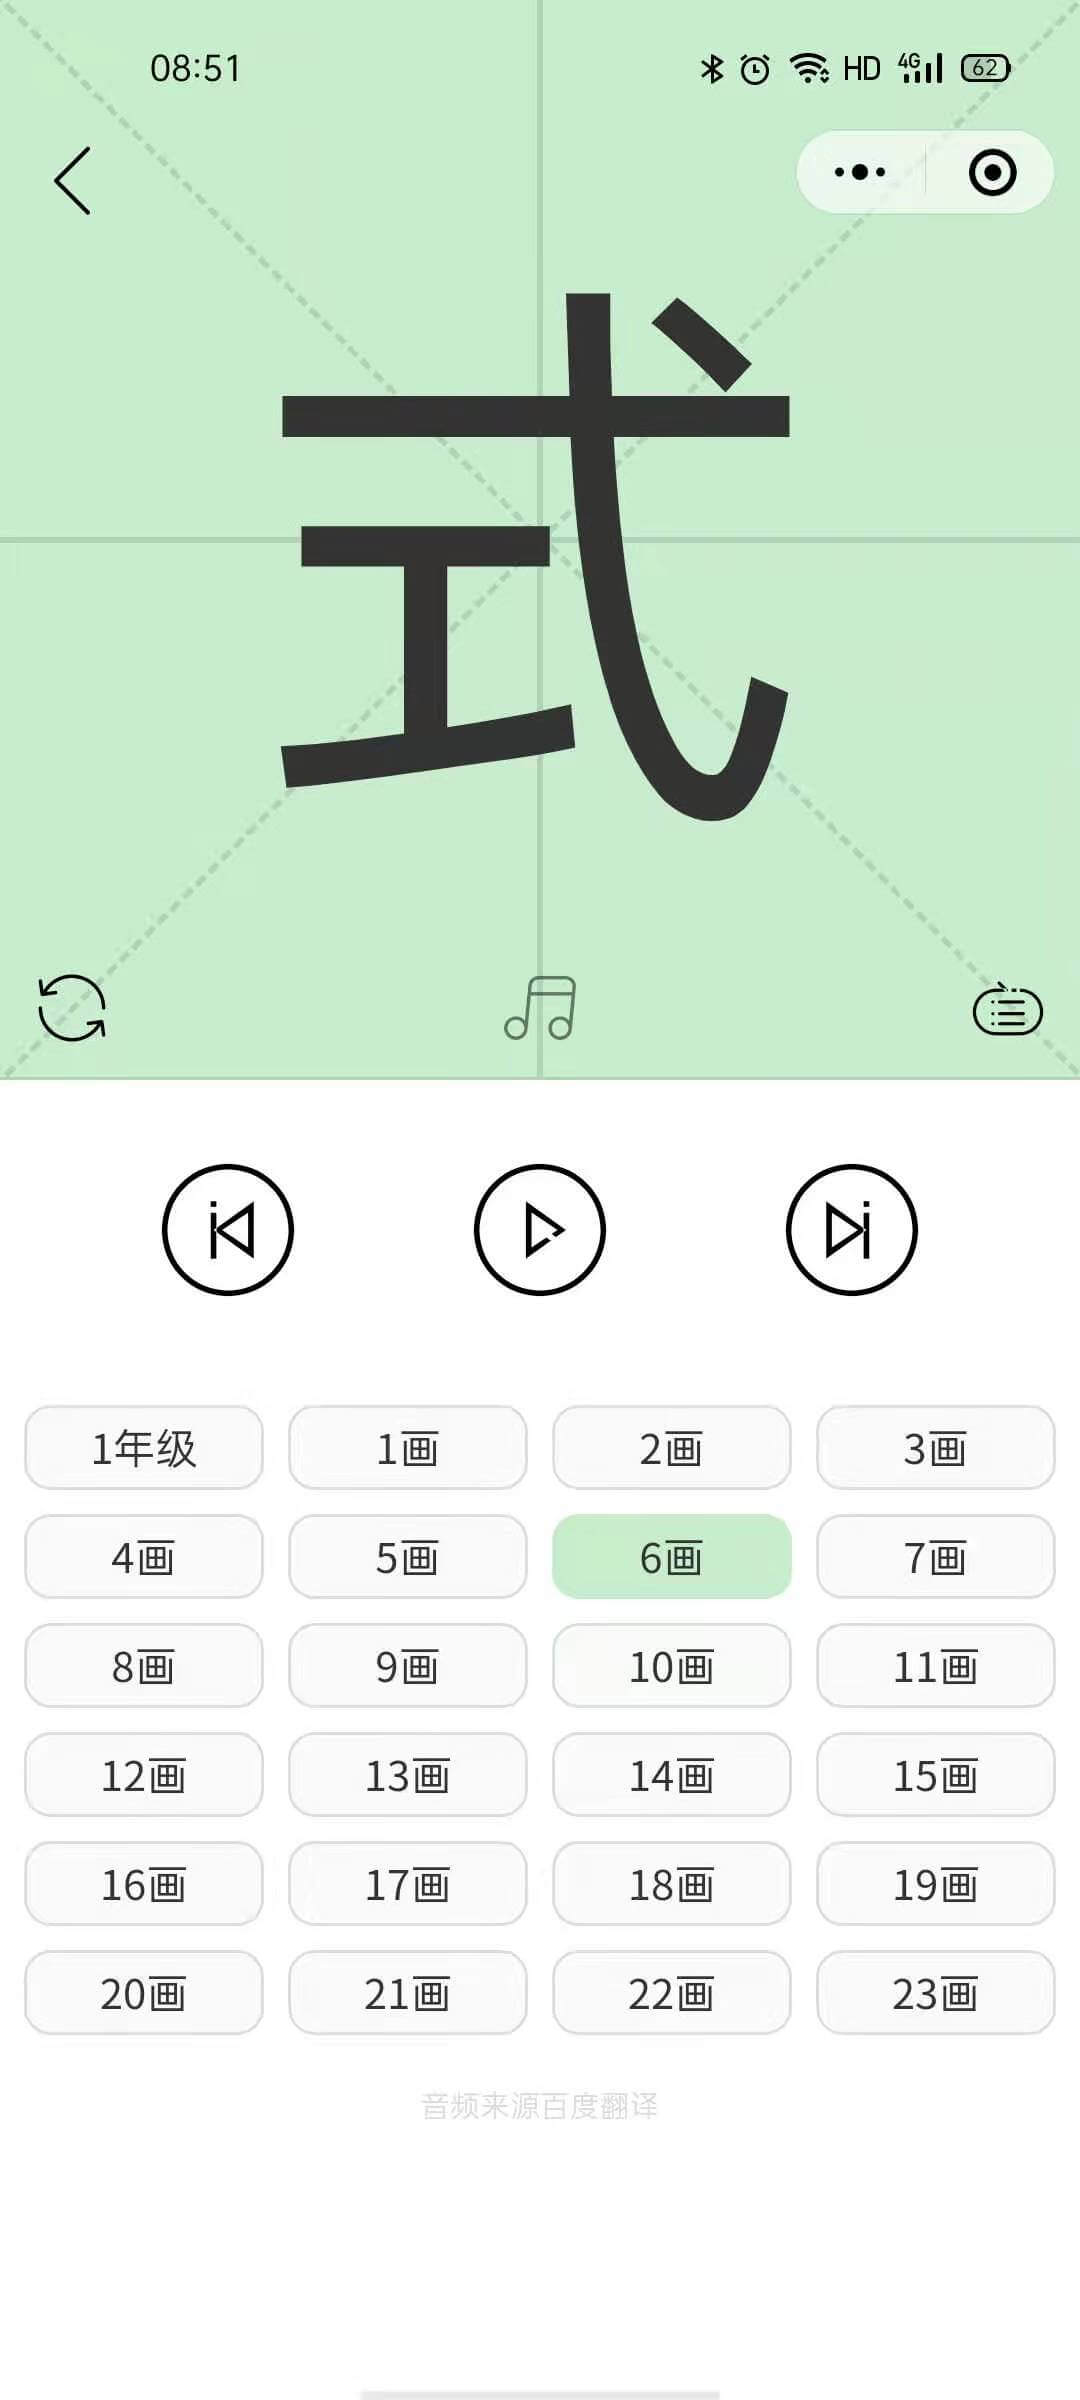 08:51 HD 4G 62
式
1年级 1画 2画 3画
4画 5画 6画 7画
8画 9画 10画 11画
12画 13画 14画 15画
16画 17画 18画 19画
20画 21画 22画 23画
音频来源百度翻译